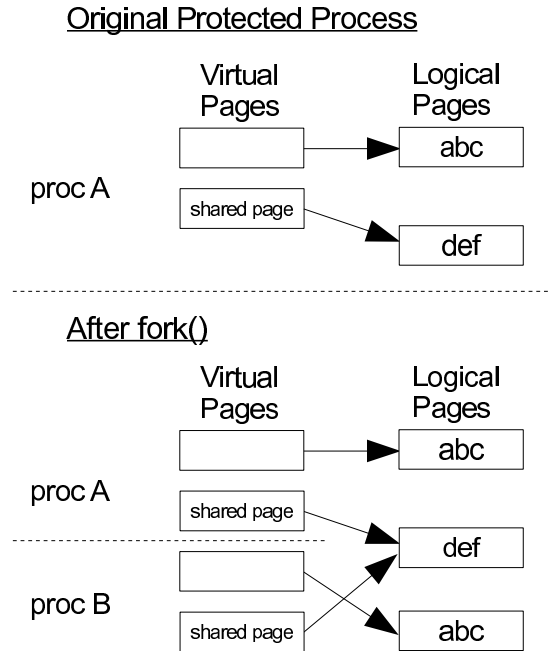 Original Protected Process
Virtual Pages
Logical Pages
abc
proc A
shared page
def
After fork()
Virtual Pages
Logical Pages
abc
proc A
shared page
def
proc B
shared page
abc